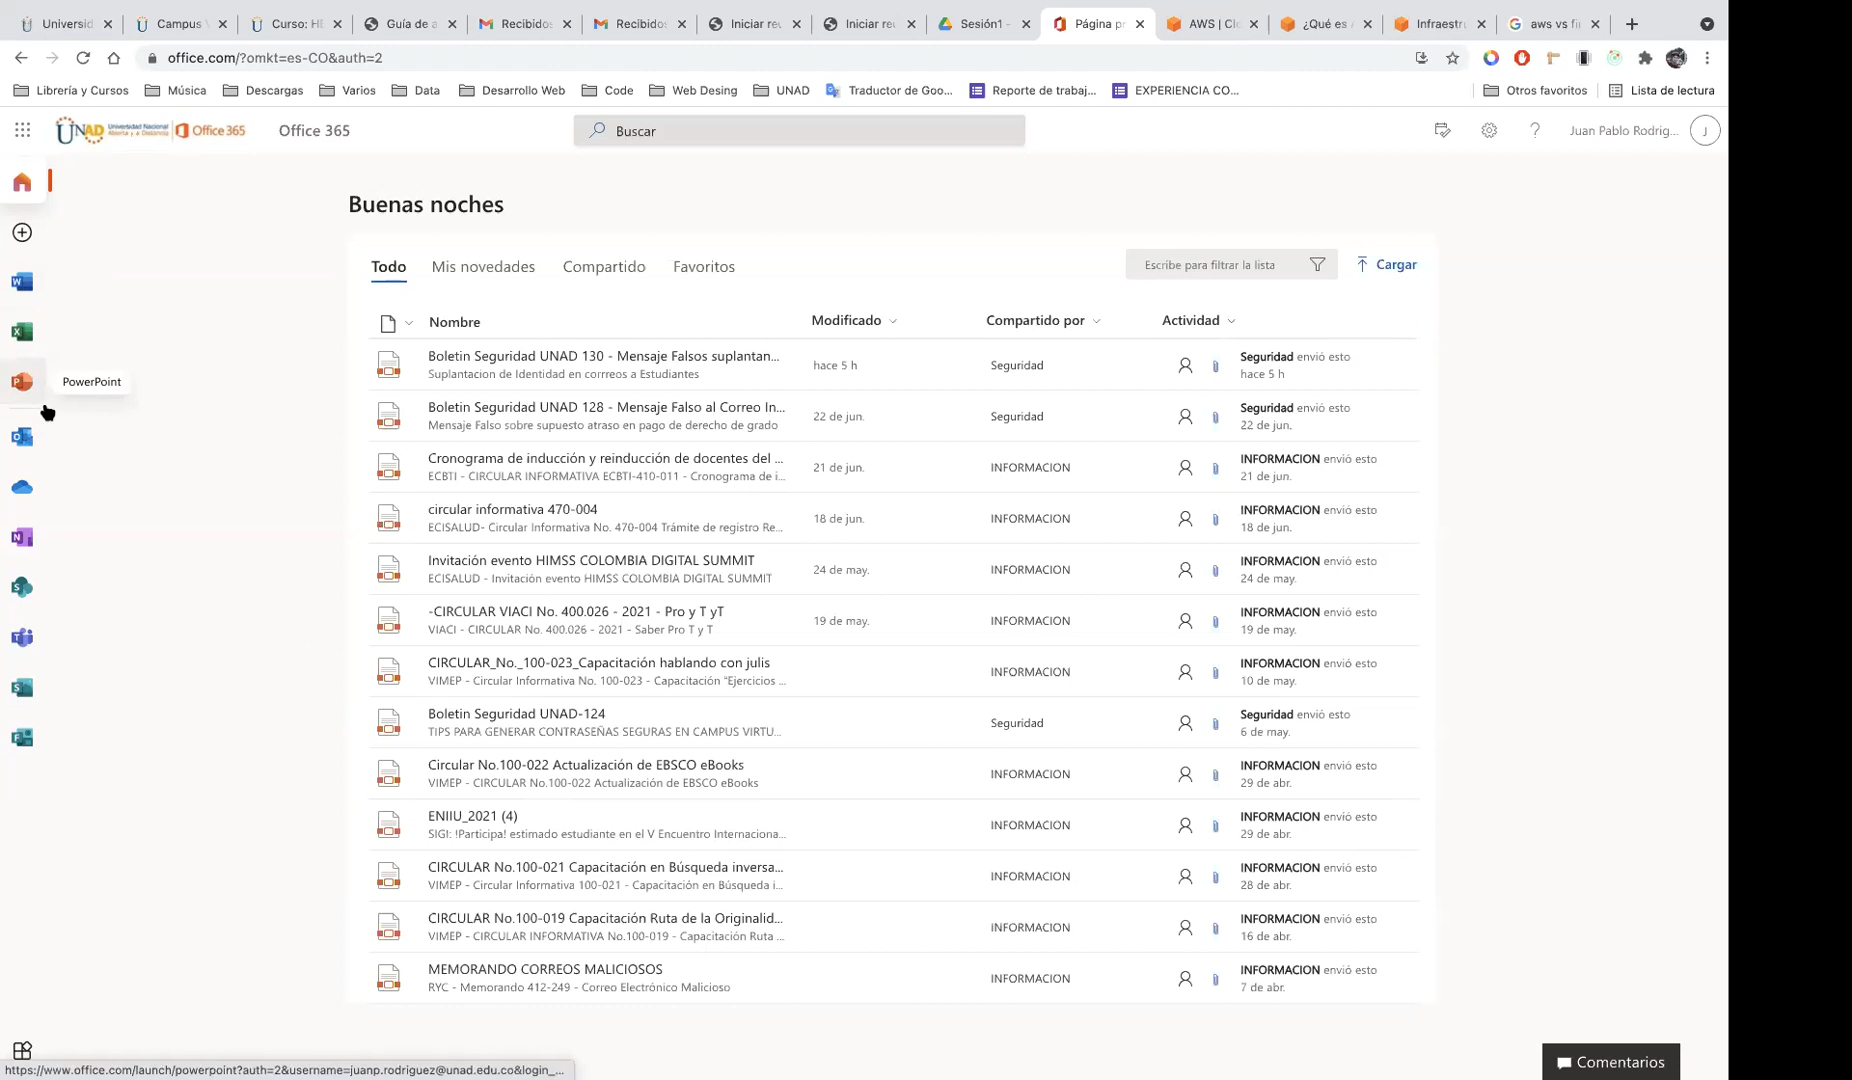 Universid
Campus V
Curso: HE
Guía de a
Recibidos
Recibidos
Iniciar reu
Iniciar reu
Sesión1 -
Página pr
AWS | Clo
¿Qué es A
Infraestru
aws vs fir
office.com/?omkt=es-CO&auth=2
Librería y Cursos
Música
Descargas
Varios
Data
Desarrollo Web
Code
Web Desing
UNAD
Traductor de Goo...
Reporte de trabaj...
EXPERIENCIA CO...
Otros favoritos
Lista de lectura
UNAD Universidad Nacional Abierta y a Distancia Office 365
Office 365
Buscar
Juan Pablo Rodrig...
J
Buenas noches
Todo
Mis novedades
Compartido
Favoritos
Escribe para filtrar la lista
Cargar
Nombre
Modificado
Compartido por
Actividad
Boletin Seguridad UNAD 130 - Mensaje Falsos suplantan...
Suplantacion de Identidad en corrreos a Estudiantes
hace 5 h
Seguridad
Seguridad envió esto
hace 5 h
Boletin Seguridad UNAD 128 - Mensaje Falso al Correo In...
Mensaje Falso sobre supuesto atraso en pago de derecho de grado
22 de jun.
Seguridad
Seguridad envió esto
22 de jun.
PowerPoint
Cronograma de inducción y reinducción de docentes del ...
ECBTI - CIRCULAR INFORMATIVA ECBTI-410-011 - Cronograma de i...
21 de jun.
INFORMACION
INFORMACION envió esto
21 de jun.
circular informativa 470-004
ECISALUD- Circular Informativa No. 470-004 Trámite de registro Re...
18 de jun.
INFORMACION
INFORMACION envió esto
18 de jun.
Invitación evento HIMSS COLOMBIA DIGITAL SUMMIT
ECISALUD - Invitación evento HIMSS COLOMBIA DIGITAL SUMMIT
24 de may.
INFORMACION
INFORMACION envió esto
24 de may.
-CIRCULAR VIACI No. 400.026 - 2021 - Pro y T yT
VIACI - CIRCULAR No. 400.026 - 2021 - Saber Pro T y T
19 de may.
INFORMACION
INFORMACION envió esto
19 de may.
CIRCULAR_No._100-023_Capacitación hablando con julis
VIMEP - Circular Informativa No. 100-023 - Capacitación "Ejercicios ...
INFORMACION
INFORMACION envió esto
10 de may.
Boletin Seguridad UNAD-124
TIPS PARA GENERAR CONTRASEÑAS SEGURAS EN CAMPUS VIRTU...
Seguridad
Seguridad envió esto
6 de may.
Circular No.100-022 Actualización de EBSCO eBooks
VIMEP - CIRCULAR No.100-022 Actualización de EBSCO eBooks
INFORMACION
INFORMACION envió esto
29 de abr.
ENIIU_2021 (4)
SIGI: !Participa! estimado estudiante en el V Encuentro Internaciona...
INFORMACION
INFORMACION envió esto
29 de abr.
CIRCULAR No.100-021 Capacitación en Búsqueda inversa...
VIMEP - Circular Informativa 100-021 - Capacitación en Búsqueda i...
INFORMACION
INFORMACION envió esto
28 de abr.
CIRCULAR No.100-019 Capacitación Ruta de la Originalid...
VIMEP - CIRCULAR INFORMATIVA No.100-019 - Capacitación Ruta ...
INFORMACION
INFORMACION envió esto
16 de abr.
MEMORANDO CORREOS MALICIOSOS
RYC - Memorando 412-249 - Correo Electrónico Malicioso
INFORMACION
INFORMACION envió esto
7 de abr.
Comentarios
https://www.office.com/launch/powerpoint?auth=2&username=juanp.rodriguez@unad.edu.co&login_...